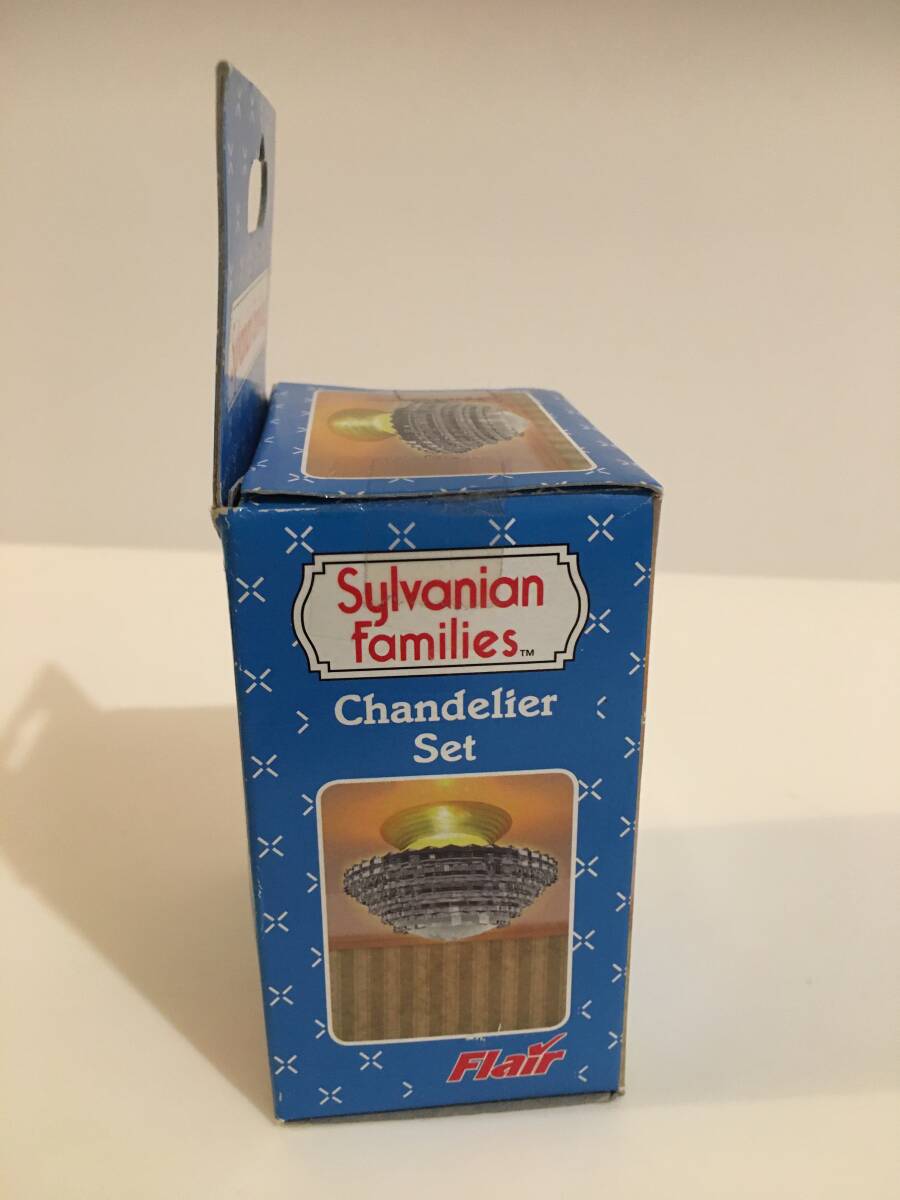 Sylvanian
families™
Chandelier
Set
Flair